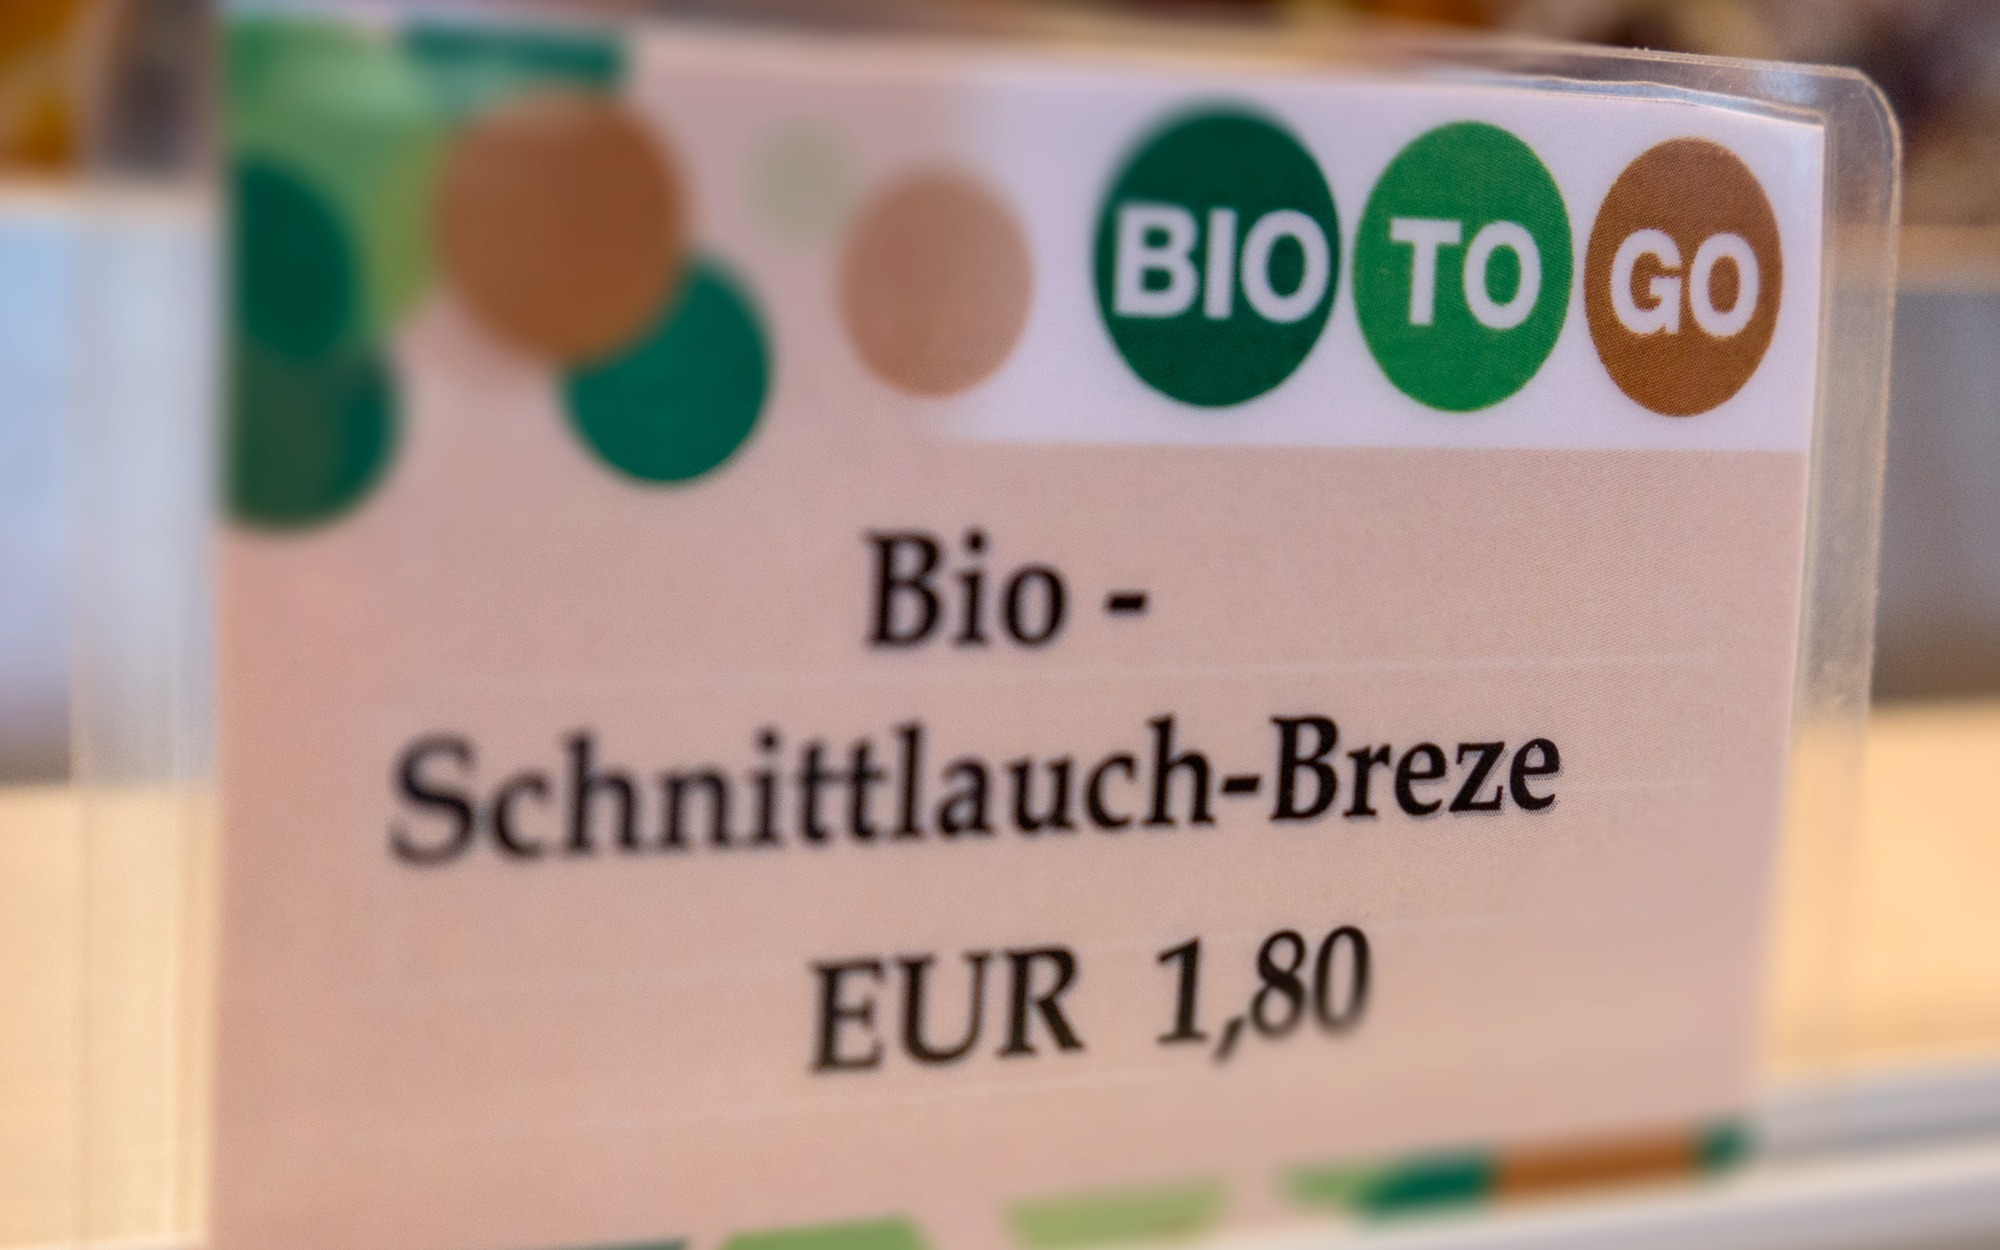 BIO TO GO
Bio -
Schnittlauch-Breze
EUR 1,80